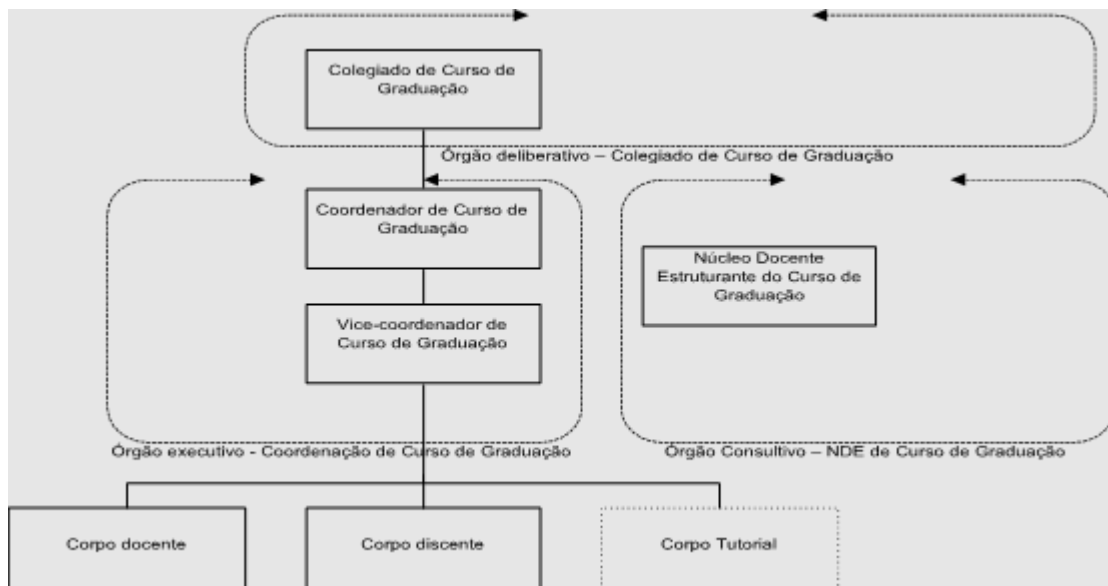 Colegiado de Curso de
Graduação
Órgão deliberativo – Colegiado de Curso de Graduação
Coordenador de Curso de
Graduação
Vice-coordenador de
Curso de Graduação
Órgão executivo - Coordenação de Curso de Graduação
Núcleo Docente
Estruturante do Curso de
Graduação
Órgão Consultivo – NDE de Curso de Graduação
Corpo docente
Corpo discente
Corpo Tutorial